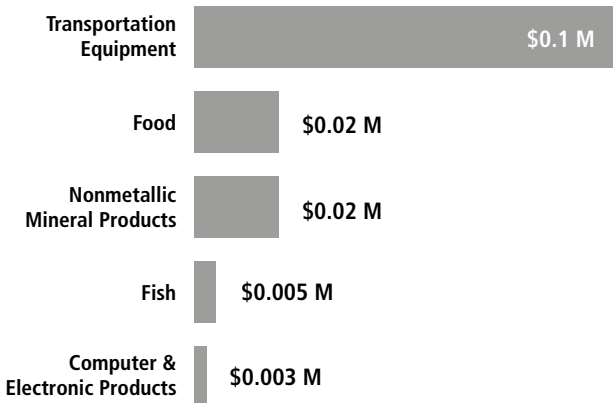 Transportation
Equipment
$0.1 M
Food
$0.02 M
Nonmetallic
Mineral Products
$0.02 M
Fish
$0.005 M
Computer &
Electronic Products
$0.003 M